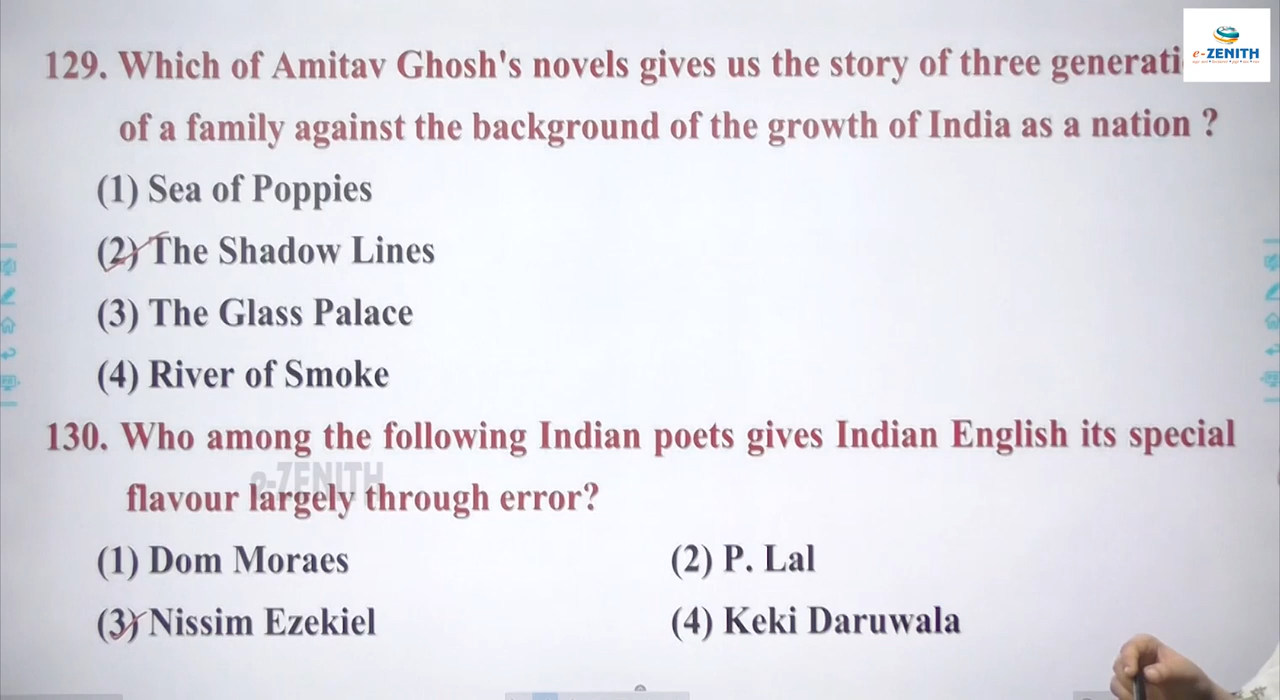 e-ZENITH
129. Which of Amitav Ghosh's novels gives us the story of three generati
of a family against the background of the growth of India as a nation ?
(1) Sea of Poppies
(2) The Shadow Lines
(3) The Glass Palace
(4) River of Smoke
130. Who among the following Indian poets gives Indian English its special
e-ZENITH
flavour largely through error?
(1) Dom Moraes (2) P. Lal
(3) Nissim Ezekiel (4) Keki Daruwala